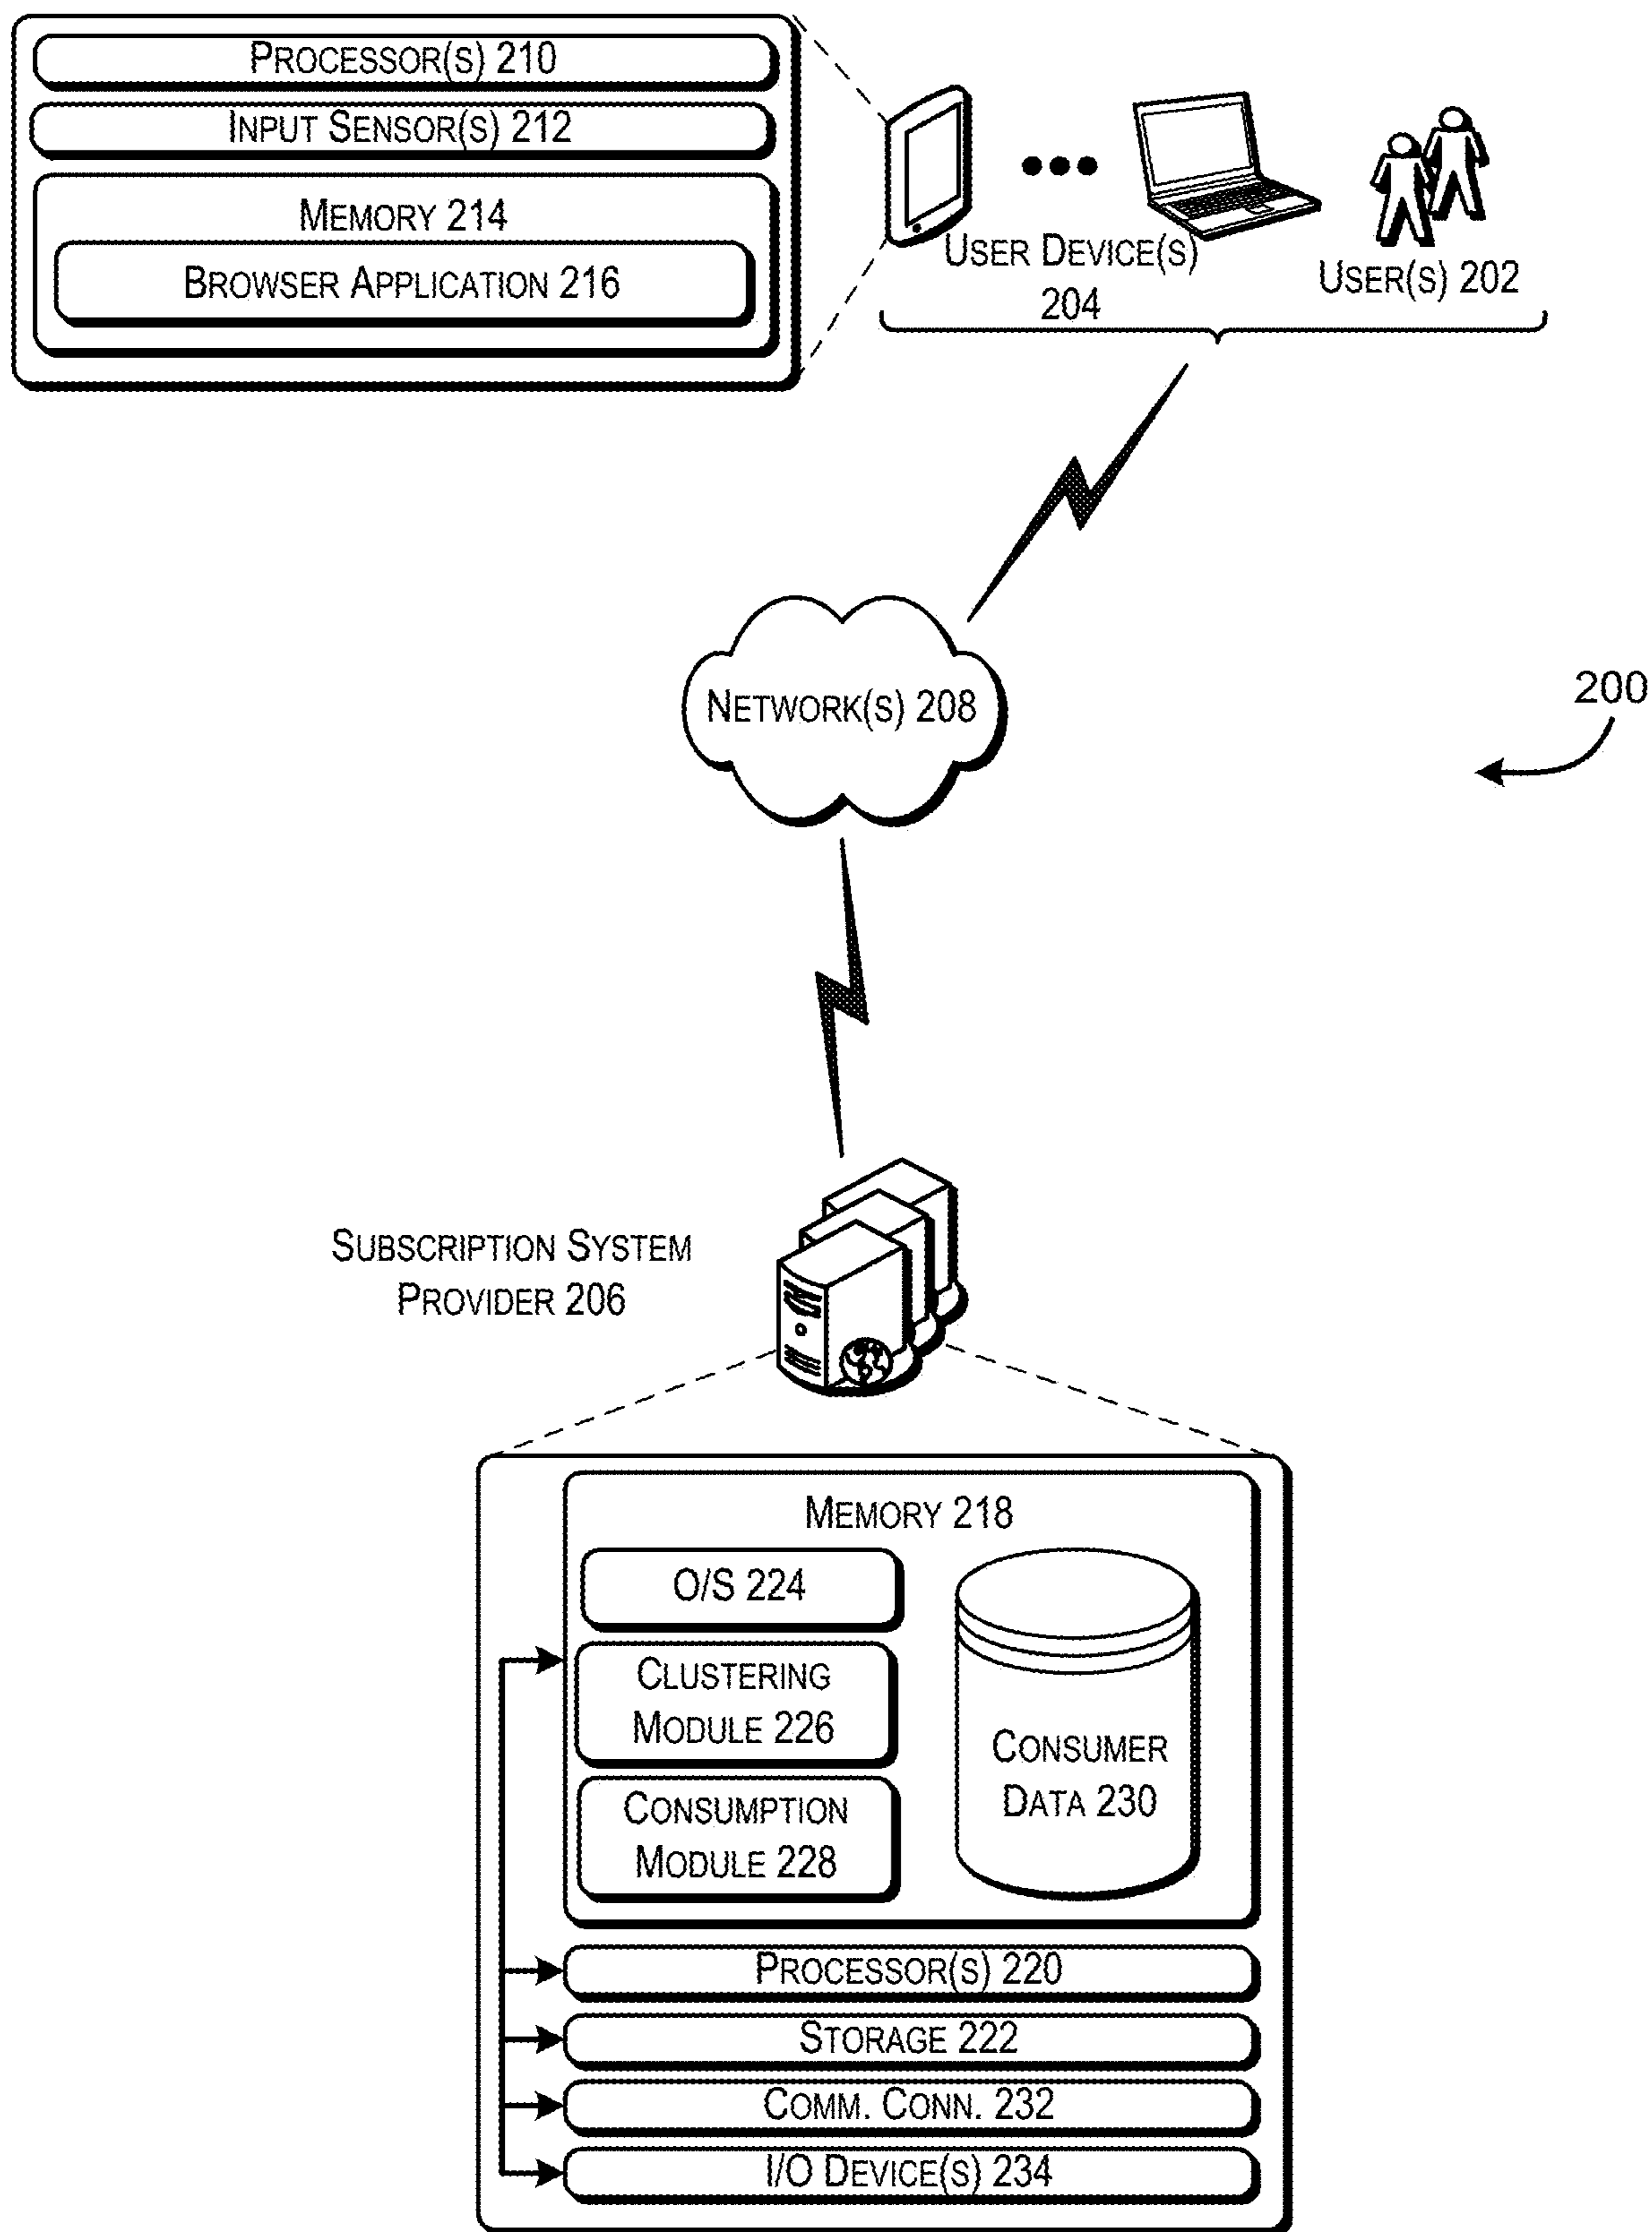 PROCESSOR(S) 210
INPUT SENSOR(S) 212
MEMORY 214
BROWSER APPLICATION 216
USER DEVICE(S)
204
USER(S) 202
NETWORK(S) 208
200
SUBSCRIPTION SYSTEM
PROVIDER 206
MEMORY 218
O/S 224
CLUSTERING
MODULE 226
CONSUMPTION
MODULE 228
CONSUMER
DATA 230
PROCESSOR(S) 220
STORAGE 222
COMM. CONN. 232
I/O DEVICE(S) 234